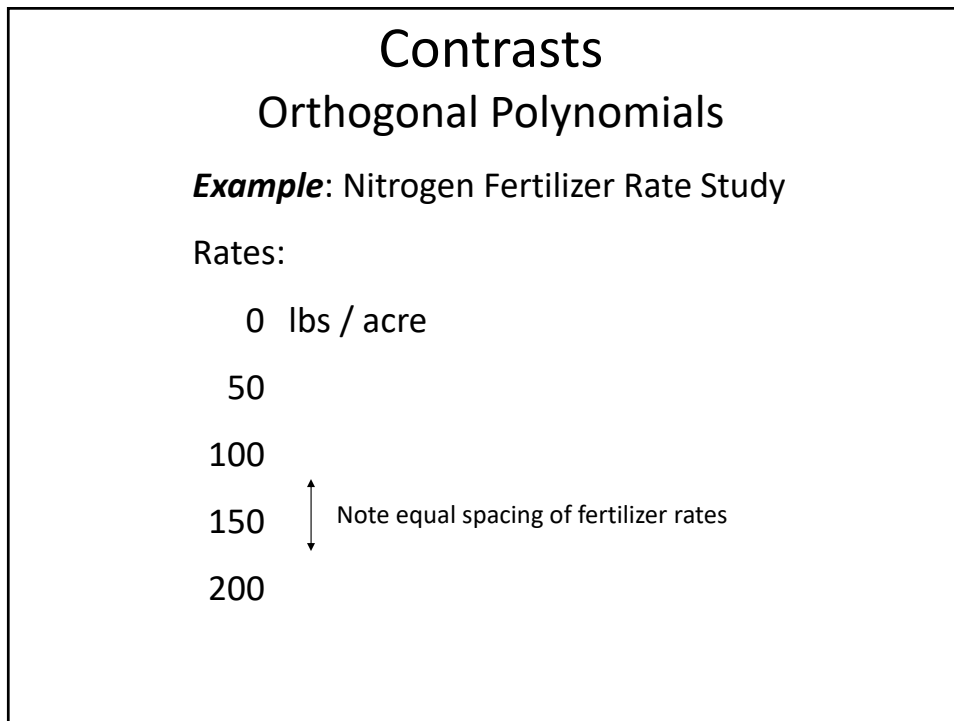 Contrasts
Orthogonal Polynomials
Example: Nitrogen Fertilizer Rate Study
Rates:
0 lbs / acre
50
100
150 Note equal spacing of fertilizer rates
200